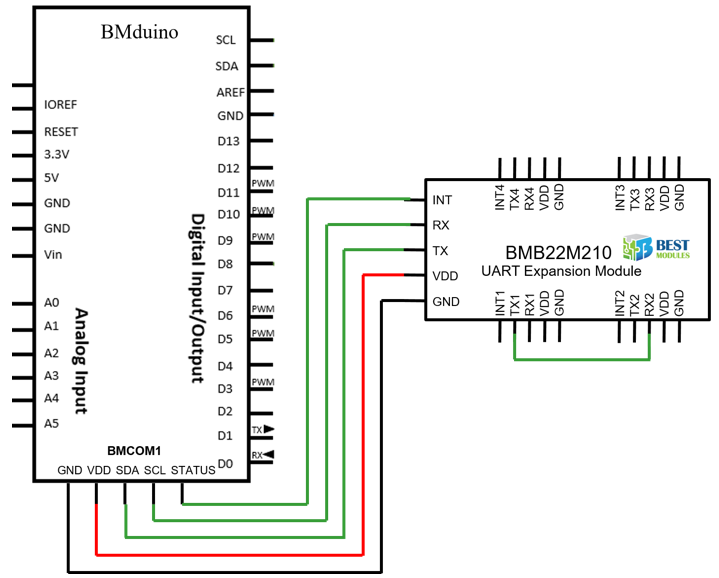 BMduino
SCL
SDA
AREF
GND
D13
D12
PWM
D11
PWM
D10
PWM
D9
D8
D7
PWM
D6
PWM
D5
D4
PWM
D3
D2
TX
D1
RX
D0
Digital Input/Output
IOREF
RESET
3.3V
5V
GND
GND
Vin
A0
A1
A2
A3
A4
A5
Analog Input
BMCOM1
GND VDD SDA SCL STATUS
INT4 TX4 RX4 VDD GND
INT3 TX3 RX3 VDD GND
INT
RX
TX
VDD
GND
BMB22M210
UART Expansion Module
BEST
MODULES
INT1 TX1 RX1 VDD GND
INT2 TX2 RX2 VDD GND